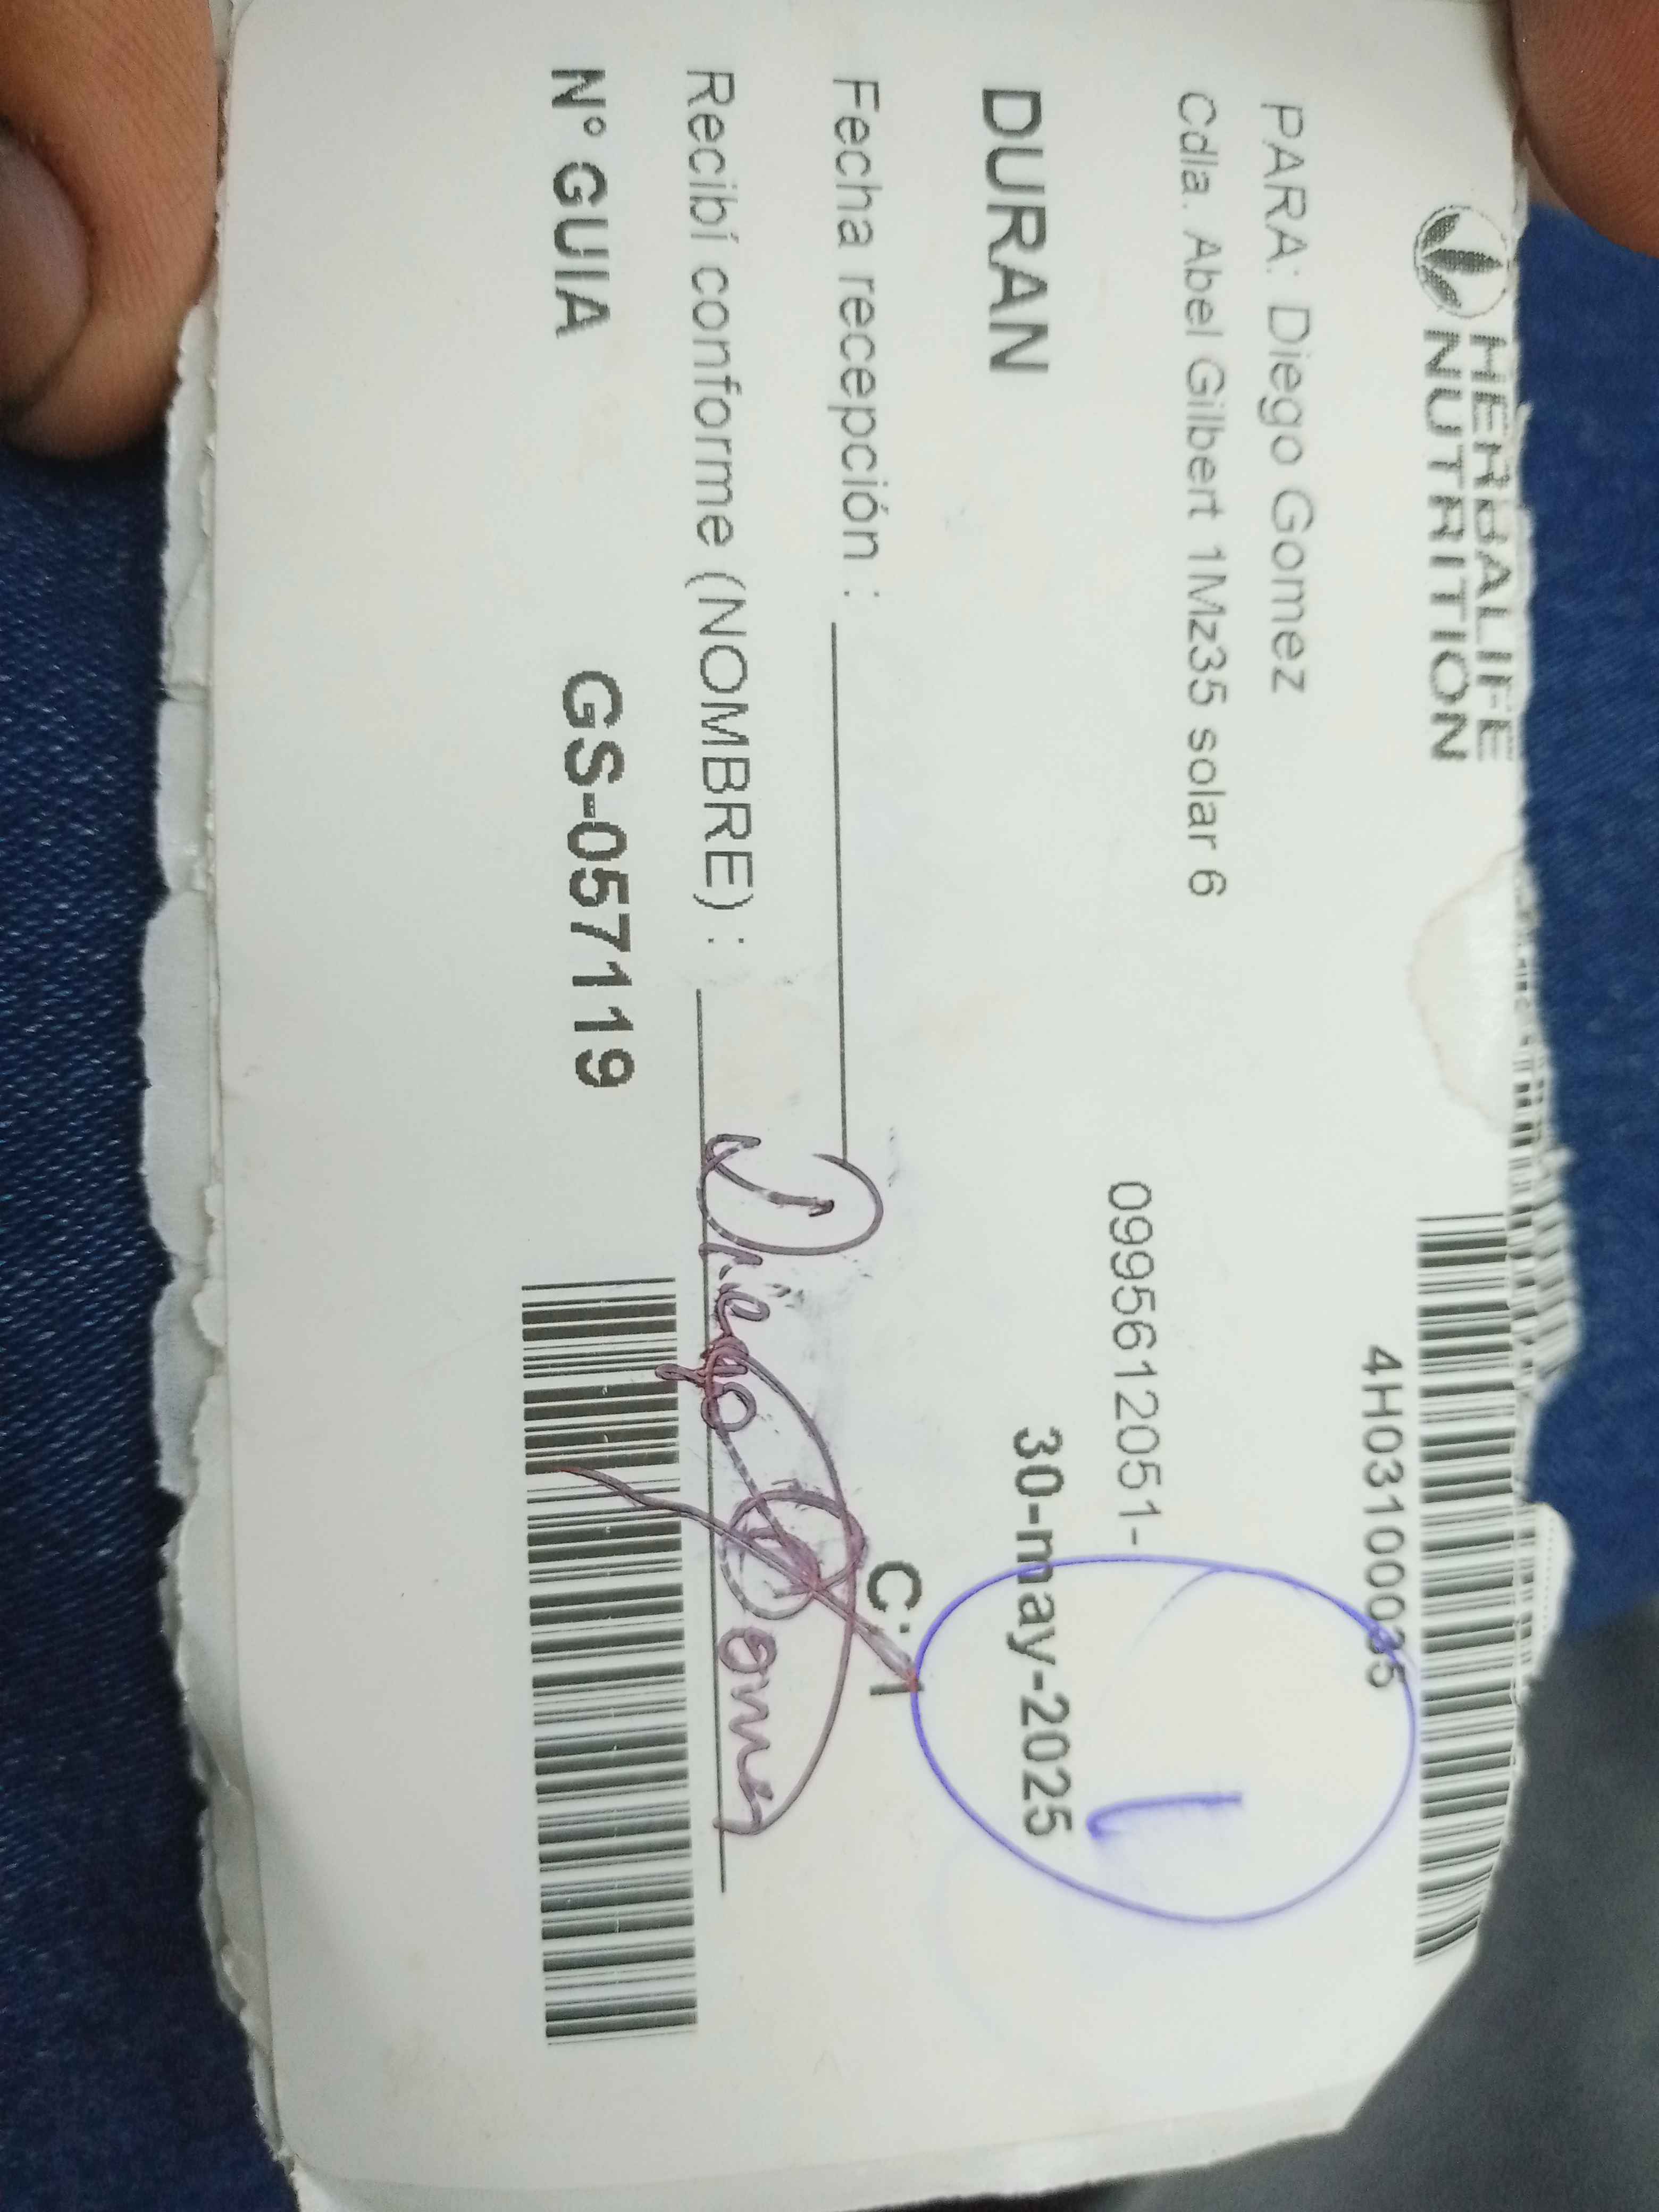 HERBALIFE
NUTRITION
4H03100035
PARA: Diego Gomez
Cdla. Abel Gilbert 1Mz35 solar 6
0995612051-
1
DURAN
30-may-2025
Fecha recepción :
C.I
Recibí conforme (NOMBRE) :
Diego Gomez
N° GUIA
GS-057119